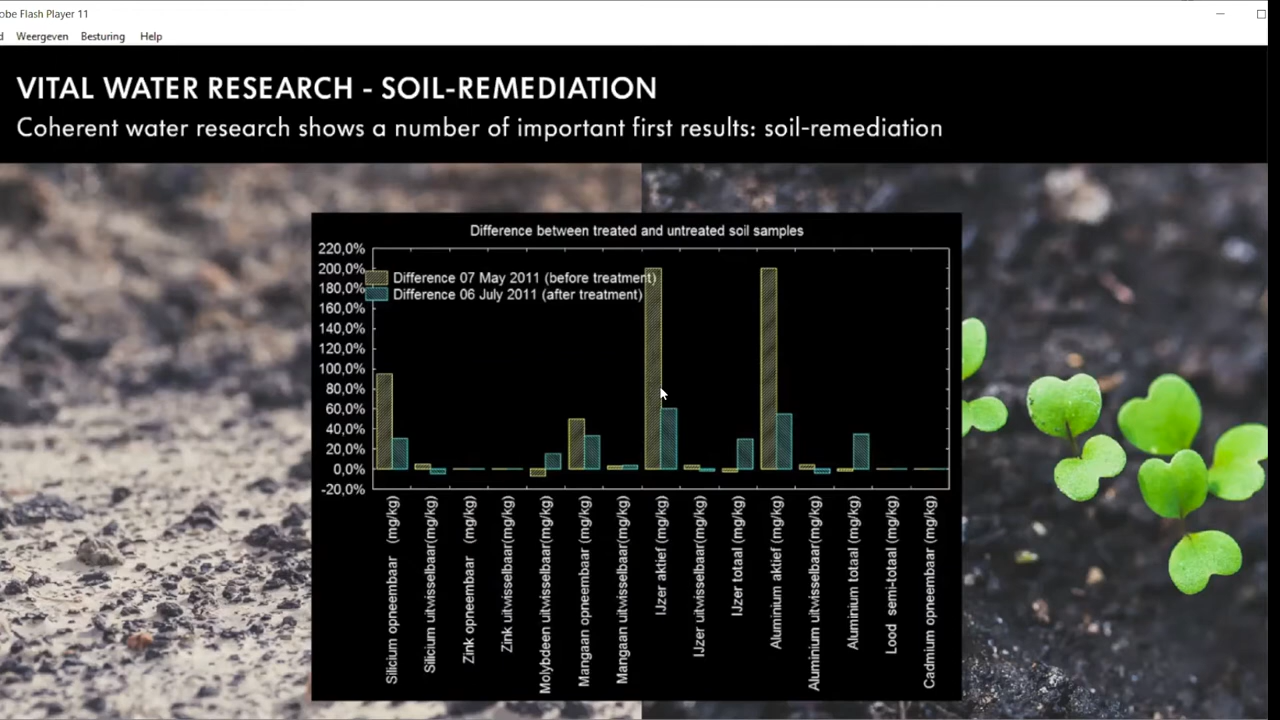 obe Flash Player 11
d Weergeven Besturing Help
VITAL WATER RESEARCH - SOIL-REMEDIATION
Coherent water research shows a number of important first results: soil-remediation
Difference between treated and untreated soil samples
220,0%
200,0%
180,0%
160,0%
140,0%
120,0%
100,0%
80,0%
60,0%
40,0%
20,0%
0,0%
-20,0%
Difference 07 May 2011 (before treatment)
Difference 06 July 2011 (after treatment)
Silicium opneembaar (mg/kg)
Silicium uitwisselbaar(mg/kg)
Zink opneembaar (mg/kg)
Zink uitwisselbaar(mg/kg)
Molybdeen uitwisselbaar(mg/kg)
Mangaan opneembaar (mg/kg)
Mangaan uitwisselbaar(mg/kg)
IJzer aktief (mg/kg)
IJzer uitwisselbaar(mg/kg)
IJzer totaal (mg/kg)
Aluminium aktief (mg/kg)
Aluminium uitwisselbaar(mg/kg)
Aluminium totaal (mg/kg)
Lood semi-totaal (mg/kg)
Cadmium opneembaar (mg/kg)